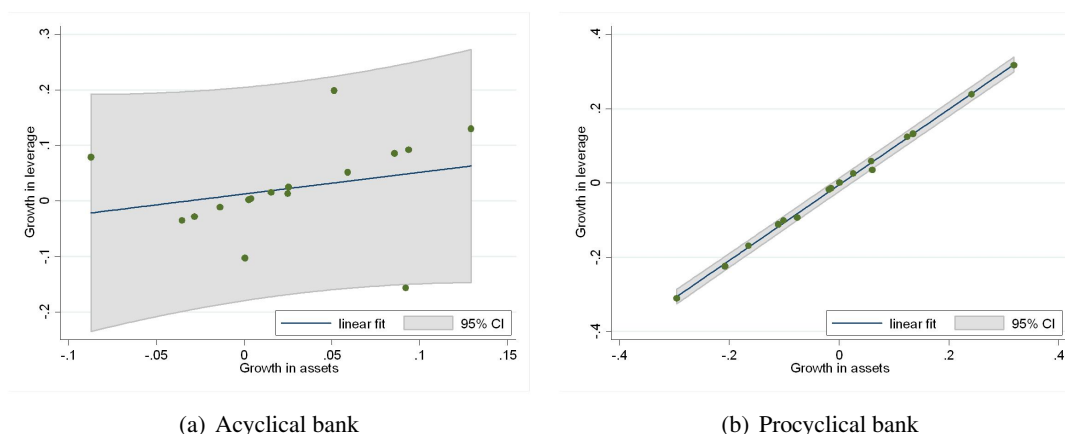 .3
.2
.1
0
-.1
-.2
Growth in leverage
linear fit
95% CI
-.1
-.05
0
.05
.1
.15
Growth in assets
(a) Acyclical bank
.4
.2
0
-.2
-.4
Growth in leverage
linear fit
95% CI
-.4
-.2
0
.2
.4
Growth in assets
(b) Procyclical bank